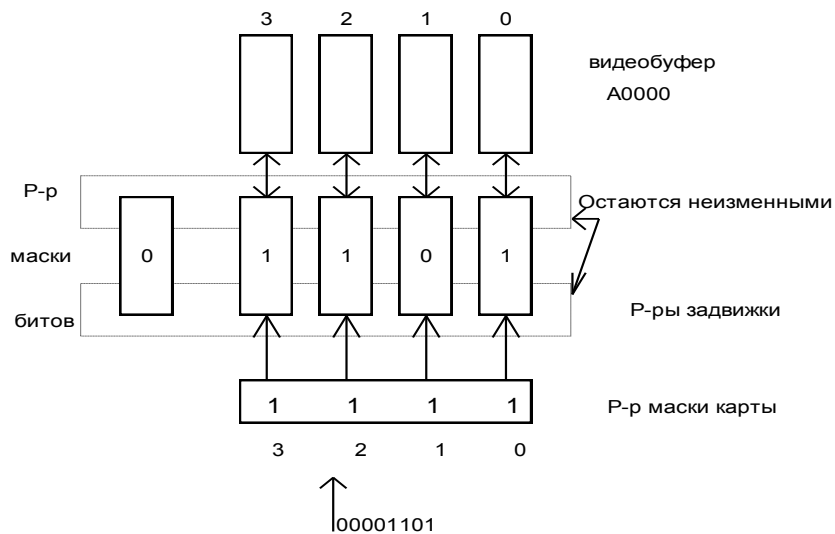 3 2 1 0
видеобуфер
A0000
Р-р
Остаются неизменными
маски
0 1 1 0 1
битов
Р-ры задвижки
1 1 1 1
Р-р маски карты
3 2 1 0
00001101